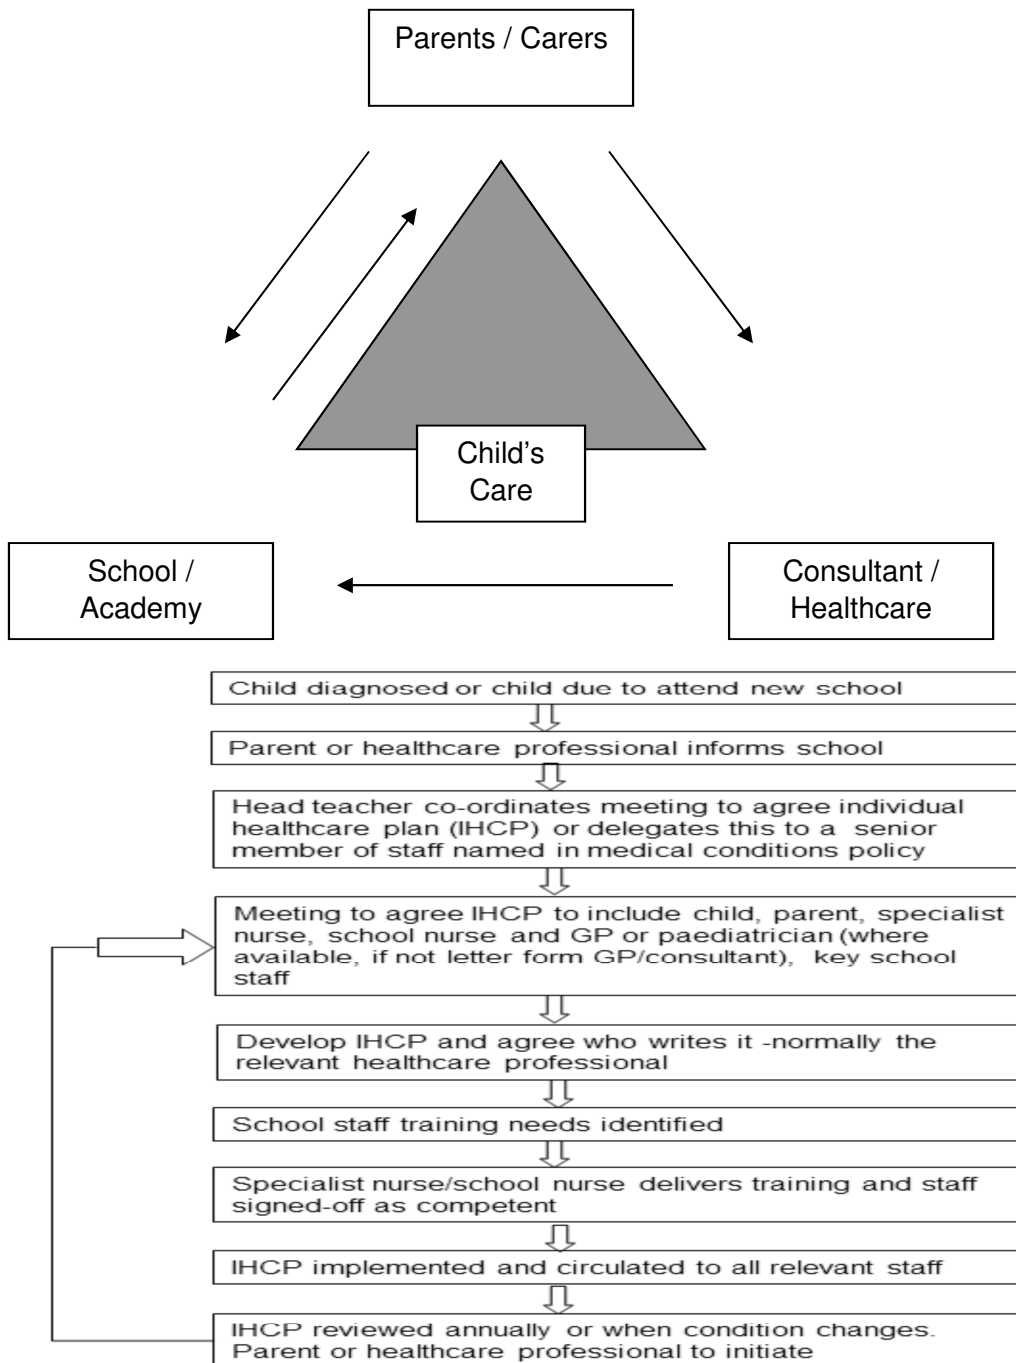 Parents / Carers
Child's
Care
School /
Academy
Consultant /
Healthcare
Child diagnosed or child due to attend new school
Parent or healthcare professional informs school
Head teacher co-ordinates meeting to agree individual
healthcare plan (IHCP) or delegates this to a senior
member of staff named in medical conditions policy
Meeting to agree IHCP to include child, parent, specialist
nurse, school nurse and GP or paediatrician (where
available, if not letter form GP/consultant), key school
staff
Develop IHCP and agree who writes it -normally the
relevant healthcare professional
School staff training needs identified
Specialist nurse/school nurse delivers training and staff
signed-off as competent
IHCP implemented and circulated to all relevant staff
IHCP reviewed annually or when condition changes.
Parent or healthcare professional to initiate